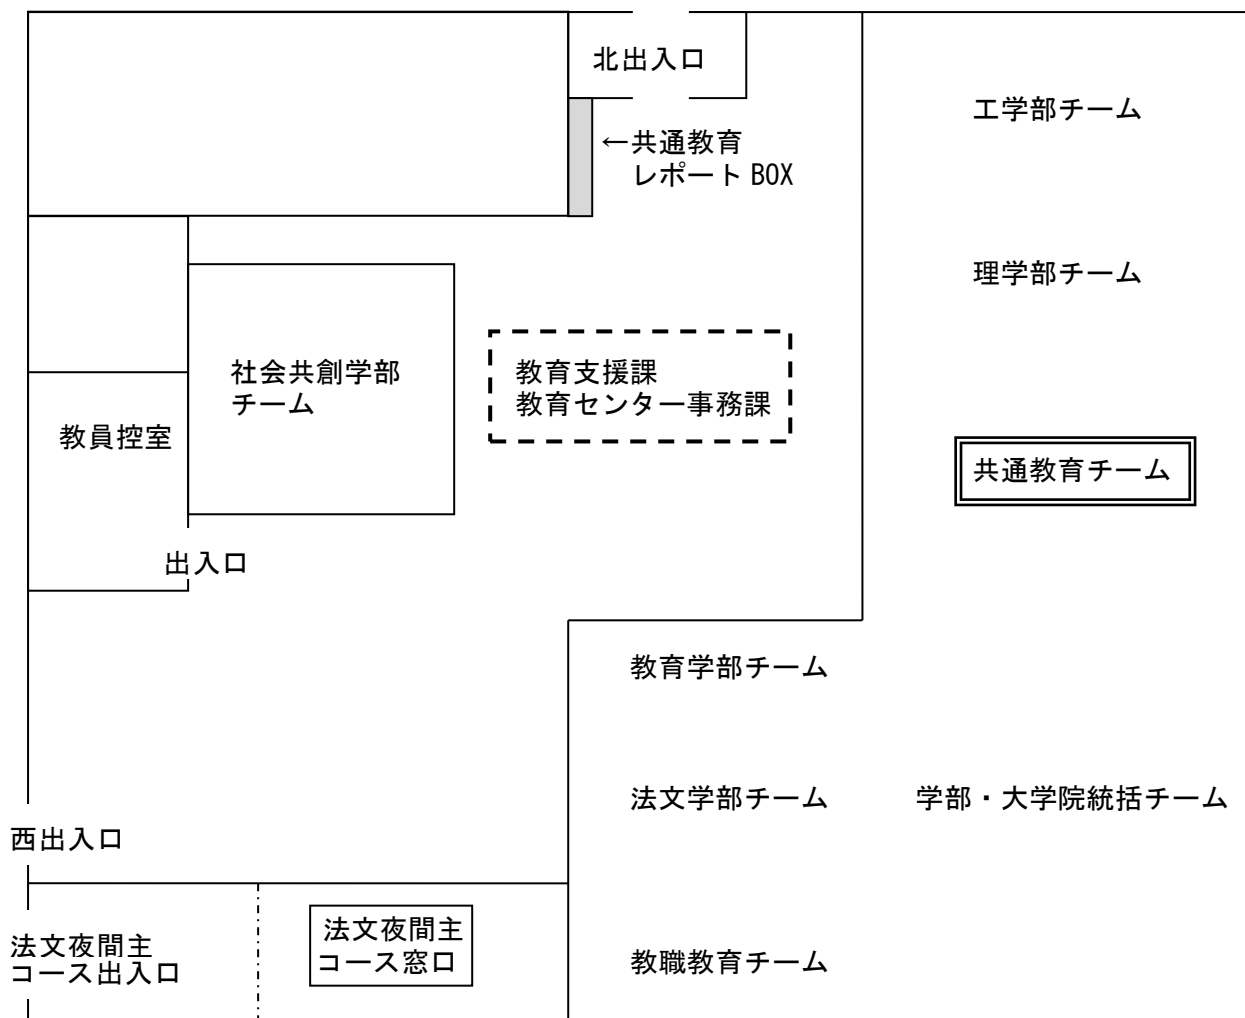 北出入口
工学部チーム
←共通教育
レポート BOX
理学部チーム
社会共創学部
チーム
教育支援課
教育センター事務課
教員控室
共通教育チーム
出入口
教育学部チーム
法文学部チーム
学部・大学院統括チーム
西出入口
法文夜間主
コース出入口
法文夜間主
コース窓口
教職教育チーム